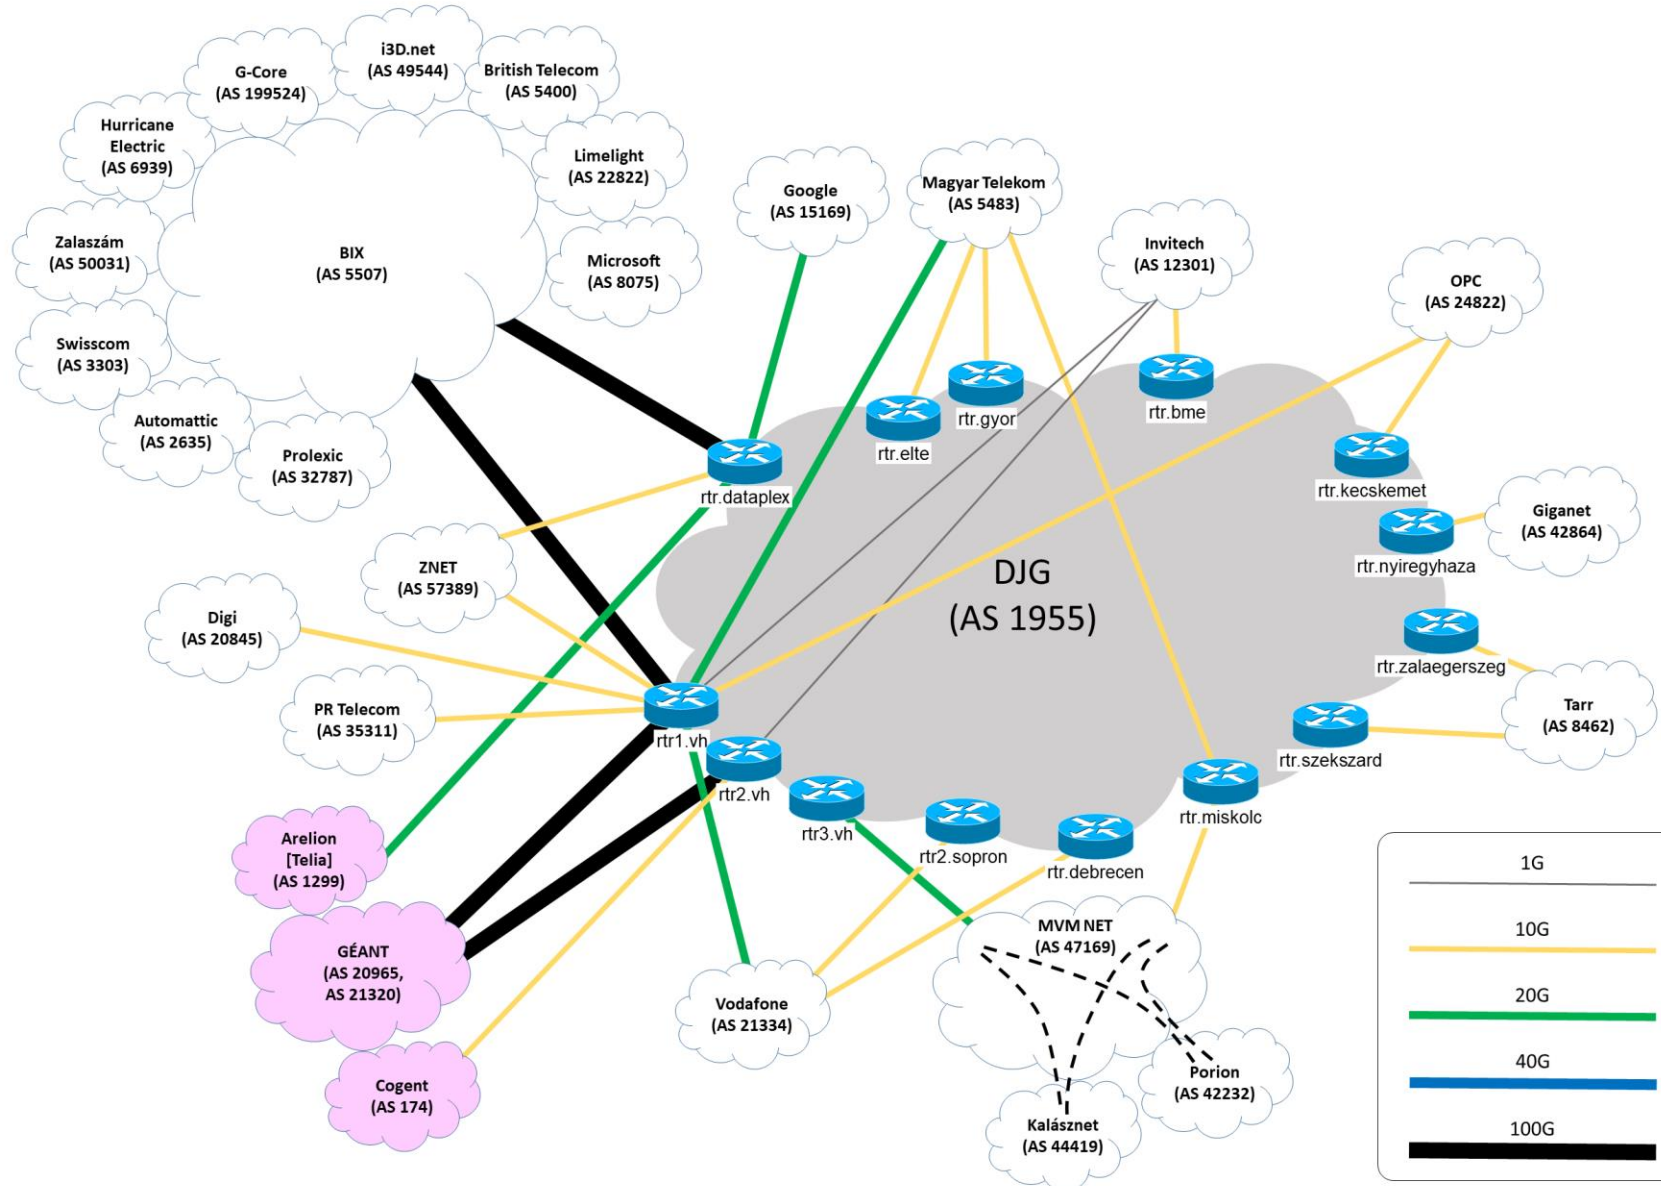 i3D.net
(AS 49544)
G-Core
(AS 199524)
British Telecom
(AS 5400)
Hurricane
Electric
(AS 6939)
Limelight
(AS 22822)
Google
(AS 15169)
Magyar Telekom
(AS 5483)
Invitech
(AS 12301)
Zalaszám
(AS 50031)
BIX
(AS 5507)
Microsoft
(AS 8075)
OPC
(AS 24822)
Swisscom
(AS 3303)
Automattic
(AS 2635)
Prolexic
(AS 32787)
rtr.dataplex
rtr.elte
rtr.gyor
rtr.bme
rtr.kecskemet
Giganet
(AS 42864)
rtr.nyiregyhaza
ZNET
(AS 57389)
DJG
(AS 1955)
Digi
(AS 20845)
rtr.zalaegerszeg
PR Telecom
(AS 35311)
Tarr
(AS 8462)
rtr1.vh
rtr.szekszard
rtr2.vh
rtr3.vh
rtr2.sopron
rtr.debrecen
rtr.miskolc
Arelion
[Telia]
(AS 1299)
GÉANT
(AS 20965,
AS 21320)
MVM NET
(AS 47169)
Vodafone
(AS 21334)
Cogent
(AS 174)
Porion
(AS 42232)
Kalásznet
(AS 44419)
1G
10G
20G
40G
100G